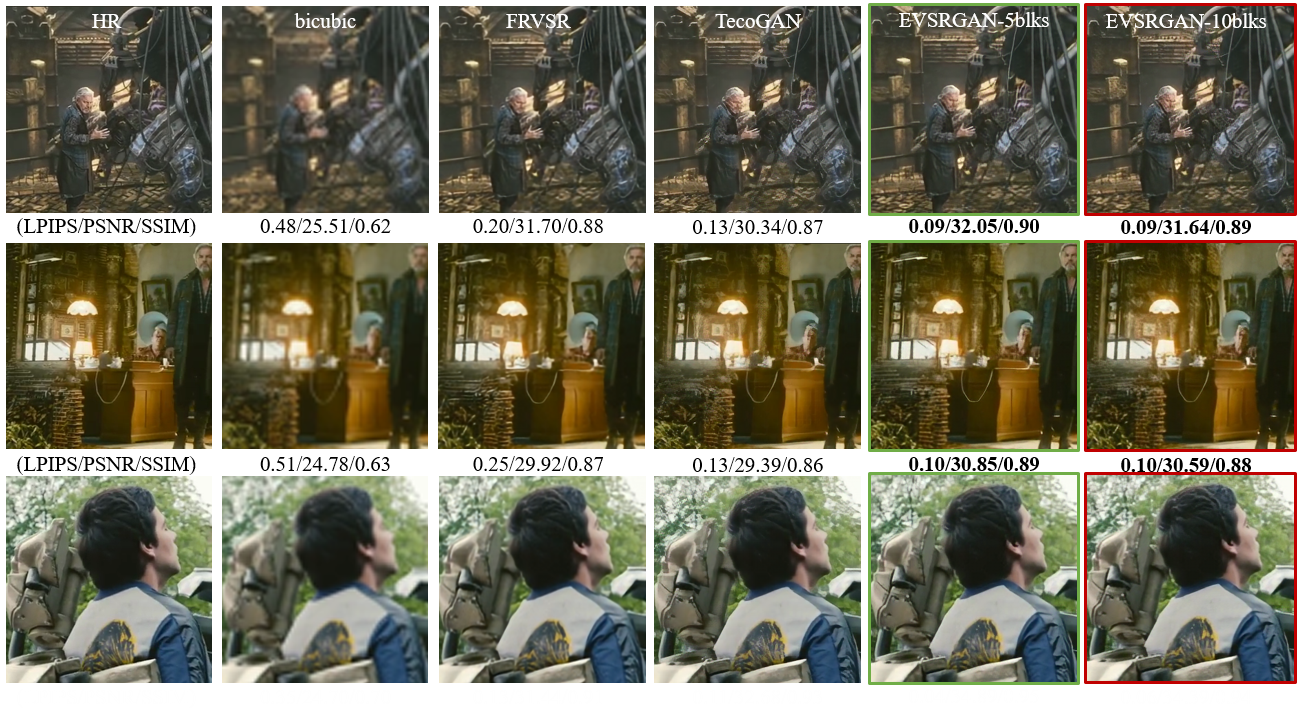 HR bicubic FRVSR TecoGAN EVSRGAN-5blks EVSRGAN-10blks
(LPIPS/PSNR/SSIM) 0.48/25.51/0.62 0.20/31.70/0.88 0.13/30.34/0.87 0.09/32.05/0.90 0.09/31.64/0.89
(LPIPS/PSNR/SSIM) 0.51/24.78/0.63 0.25/29.92/0.87 0.13/29.39/0.86 0.10/30.85/0.89 0.10/30.59/0.88